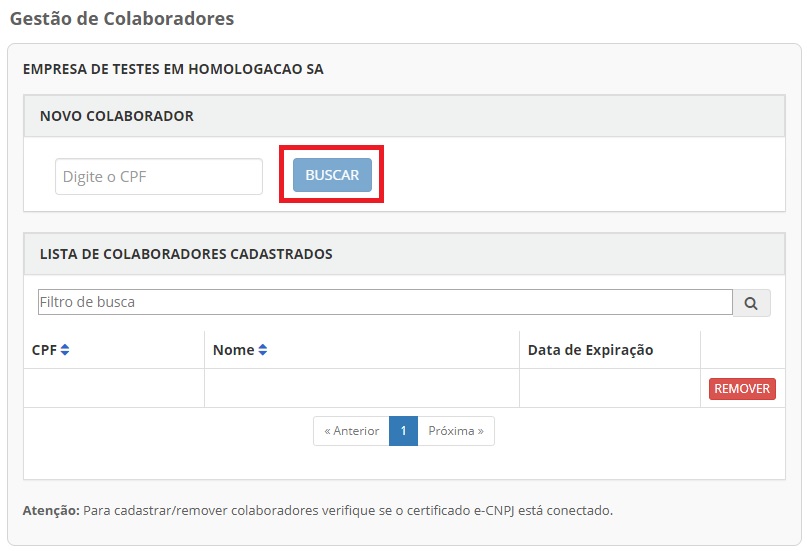 Gestão de Colaboradores
EMPRESA DE TESTES EM HOMOLOGACAO SA
NOVO COLABORADOR
Digite o CPF
BUSCAR
LISTA DE COLABORADORES CADASTRADOS
Filtro de busca
CPF Nome Data de Expiração
REMOVER
« Anterior 1 Próxima »
Atenção: Para cadastrar/remover colaboradores verifique se o certificado e-CNPJ está conectado.